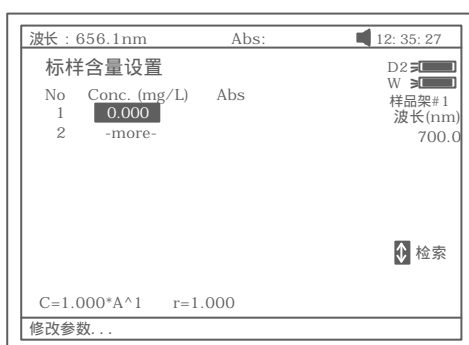 波长：656.1nm Abs: 12: 35: 27
标样含量设置
D2
W
No Conc. (mg/L) Abs
样品架#1
1 0.000
波长(nm)
2 -more-
700.0
检索
C=1.000*A^1 r=1.000
修改参数...